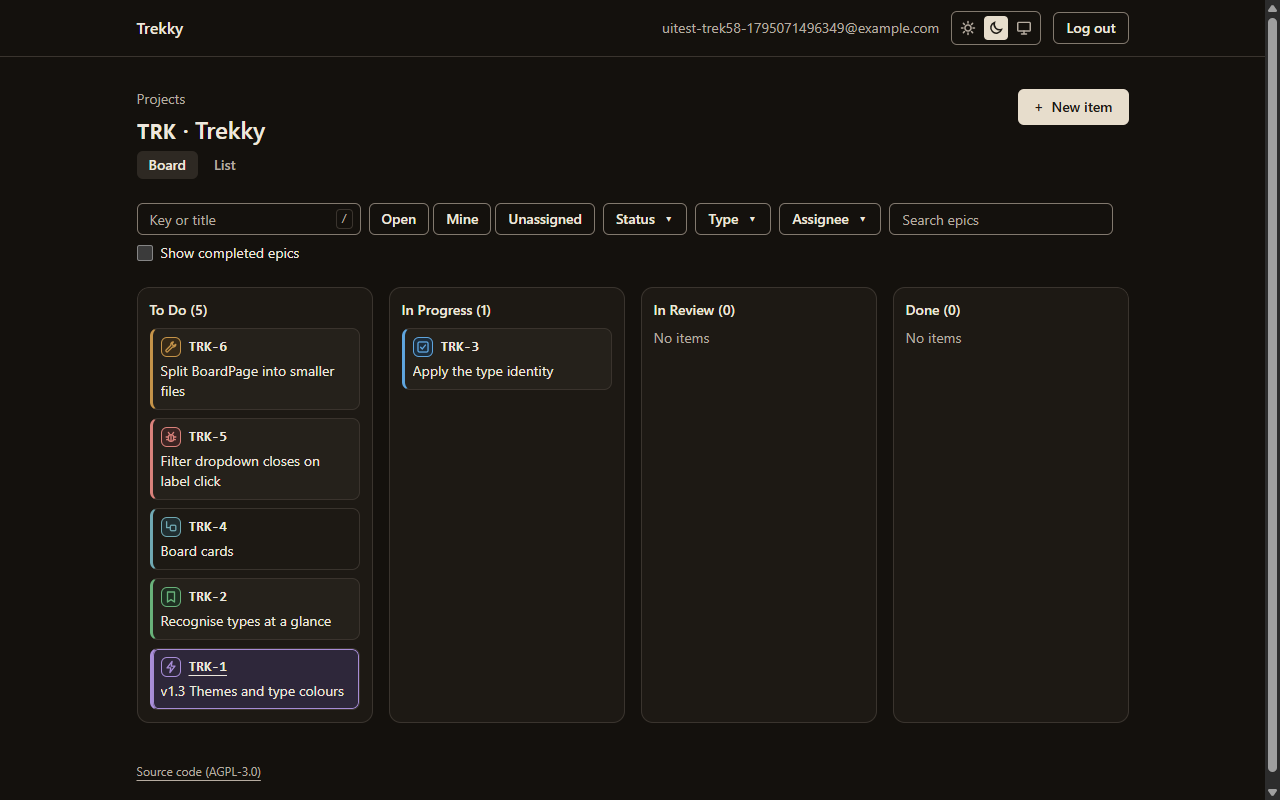 Trekky
uitest-trek58-1795071496349@example.com
Log out
Projects
+ New item
TRK · Trekky
Board
List
Key or title /
Open
Mine
Unassigned
Status ▼
Type ▼
Assignee ▼
Search epics
Show completed epics
To Do (5)
TRK-6
Split BoardPage into smaller
files
TRK-5
Filter dropdown closes on
label click
TRK-4
Board cards
TRK-2
Recognise types at a glance
TRK-1
v1.3 Themes and type colours
In Progress (1)
TRK-3
Apply the type identity
In Review (0)
No items
Done (0)
No items
Source code (AGPL-3.0)